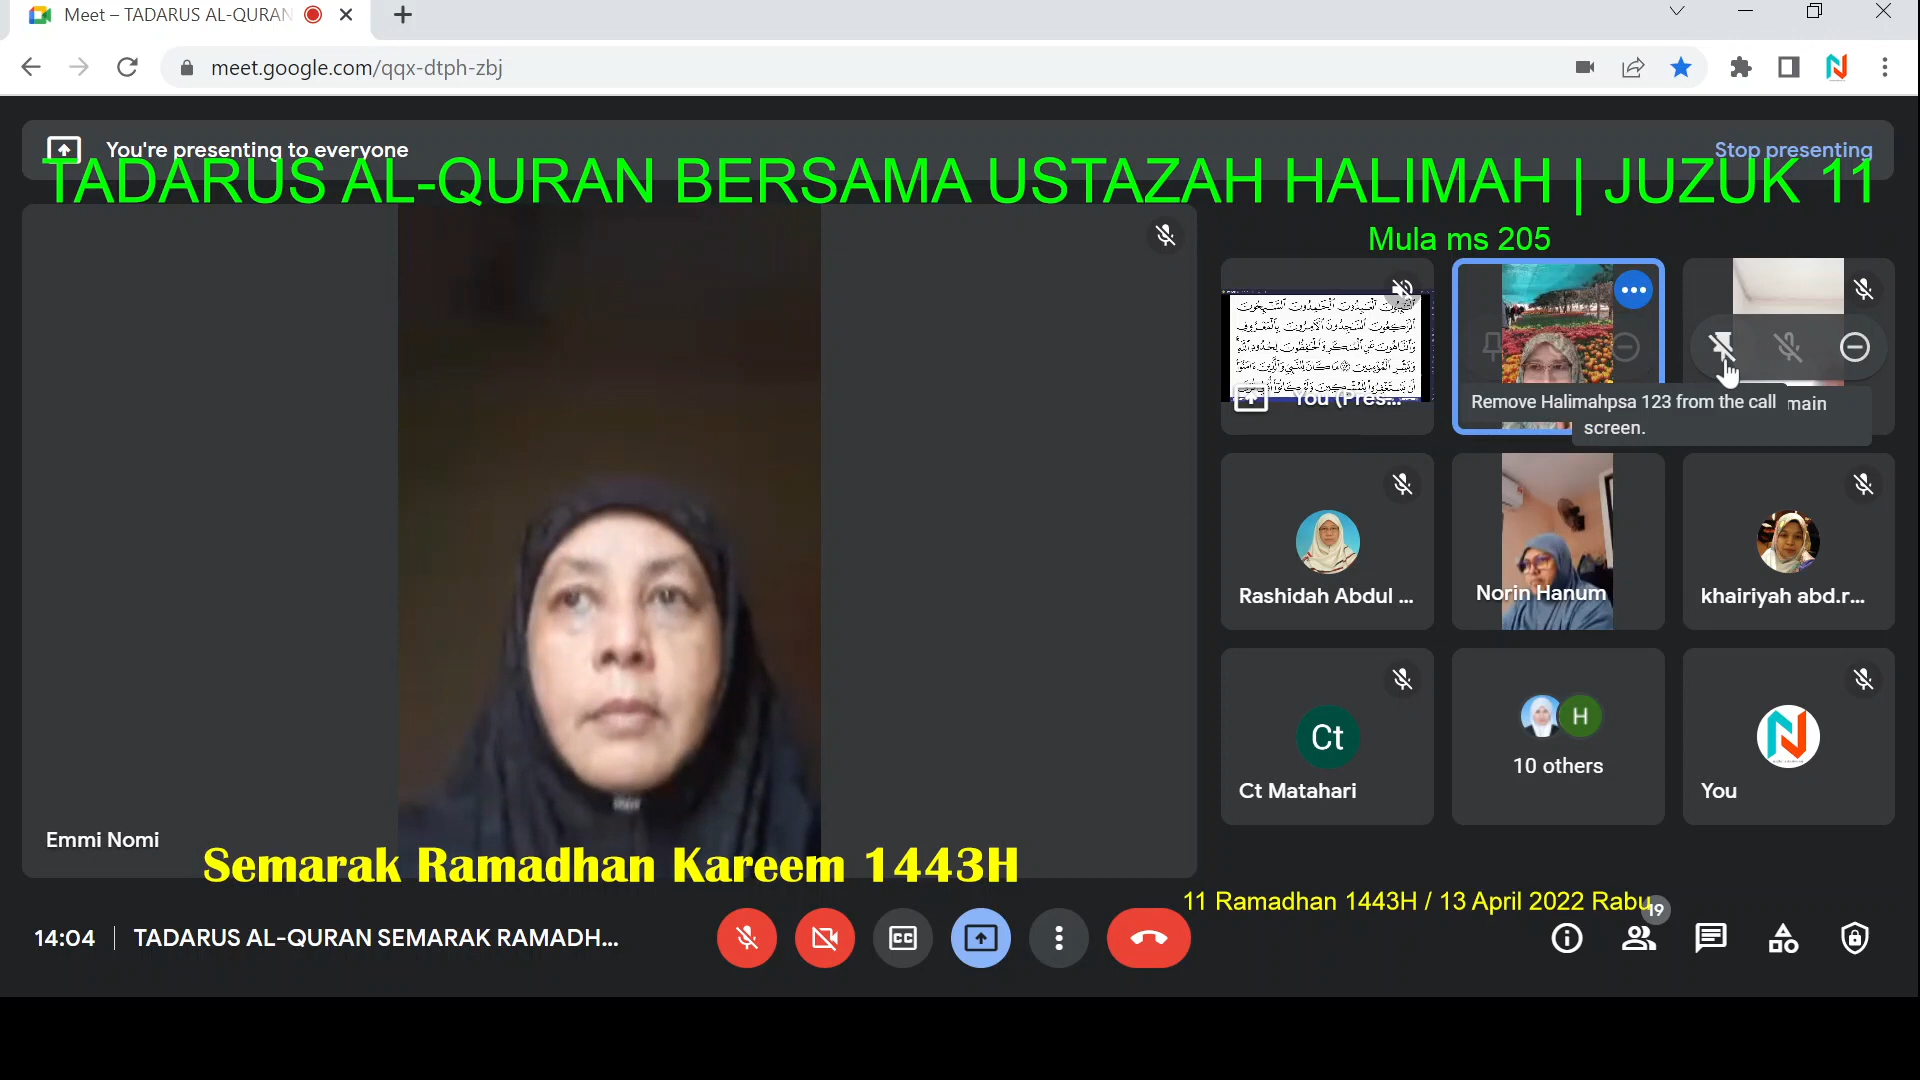 Meet – TADARUS AL-QURAN
meet.google.com/qqx-dtph-zbj
You're presenting to everyone
Stop presenting
TADARUS AL-QURAN BERSAMA USTAZAH HALIMAH | JUZUK 11
Mula ms 205
You (Pres...
Remove Halimahpsa 123 from the call
main
screen.
Rashidah Abdul ...
Norin Hanum
khairiyah abd.r...
Ct
Ct Matahari
H
10 others
You
Emmi Nomi
Semarak Ramadhan Kareem 1443H
11 Ramadhan 1443H / 13 April 2022 Rabu
19
14:04
TADARUS AL-QURAN SEMARAK RAMADH...
CC